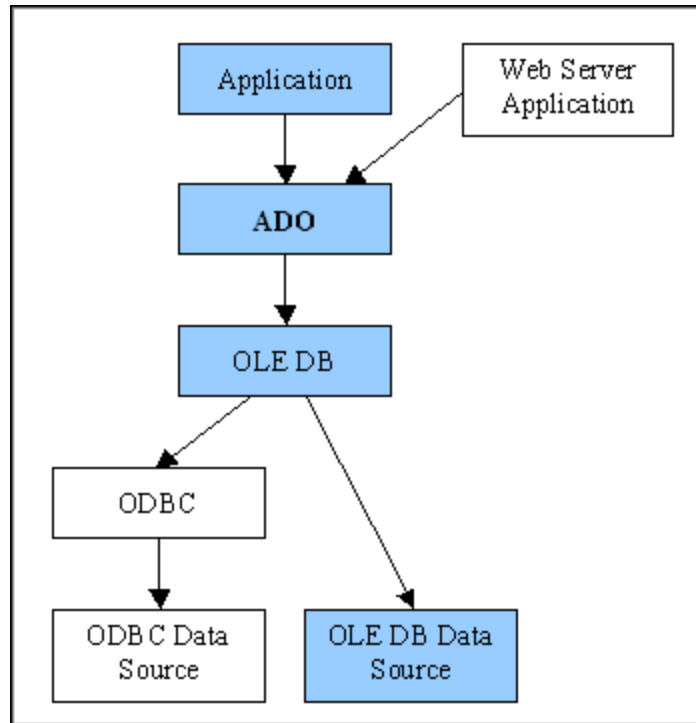 Application
Web Server
Application
ADO
OLE DB
ODBC
ODBC Data
Source
OLE DB Data
Source